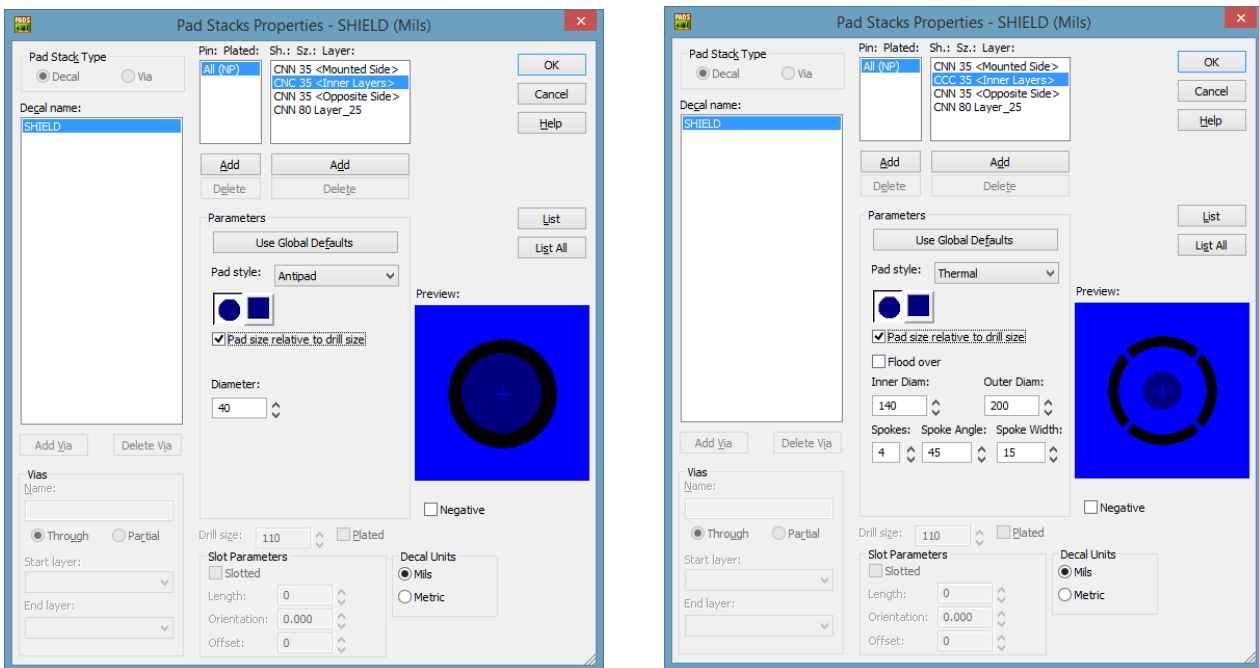 Pad Stacks Properties - SHIELD (Mils)
Pad Stack Type
Decal
Via
Decal name:
SHIELD
Add Via
Delete Via
Vias
Name:
Through
Partial
Start layer:
End layer:
Pin: Plated:
All (NP)
Sh.: Sz.: Layer:
CNN 35 <Mounted Side>
CNC 35 <Inner Layers>
CNN 35 <Opposite Side>
CNN 80 Layer_25
Add
Delete
Add
Delete
Parameters
Use Global Defaults
Pad style:
Antipad
Pad size relative to drill size
Diameter:
40
Drill size:
110
Plated
Slot Parameters
Slotted
Length:
0
Orientation:
0.000
Offset:
0
OK
Cancel
Help
List
List All
Preview:
Negative
Decal Units
Mils
Metric
Pad Stacks Properties - SHIELD (Mils)
Pad Stack Type
Decal
Via
Decal name:
SHIELD
Add Via
Delete Via
Vias
Name:
Through
Partial
Start layer:
End layer:
Pin: Plated:
All (NP)
Sh.: Sz.: Layer:
CNN 35 <Mounted Side>
CCC 35 <Inner Layers>
CNN 35 <Opposite Side>
CNN 80 Layer_25
Add
Delete
Add
Delete
Parameters
Use Global Defaults
Pad style:
Thermal
Pad size relative to drill size
Flood over
Inner Diam:
Outer Diam:
140
200
Spokes: Spoke Angle: Spoke Width:
4
45
15
Drill size:
110
Plated
Slot Parameters
Slotted
Length:
0
Orientation:
0.000
Offset:
0
OK
Cancel
Help
List
List All
Preview:
Negative
Decal Units
Mils
Metric